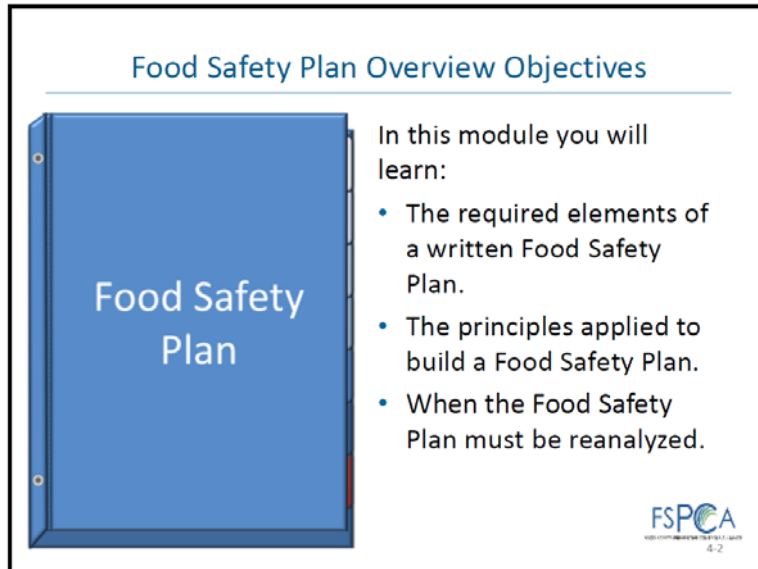 Food Safety Plan Overview Objectives
Food Safety
Plan
In this module you will
learn:
• The required elements of
a written Food Safety
Plan.
• The principles applied to
build a Food Safety Plan.
• When the Food Safety
Plan must be reanalyzed.
FSPCA
4-2